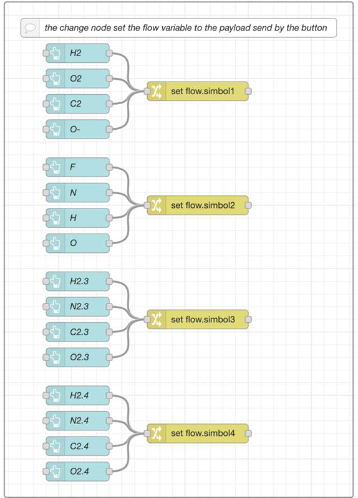 the change node set the flow variable to the payload send by the button
H2
O2
C2
O-
set flow.simbol1
F
N
H
O
set flow.simbol2
H2.3
N2.3
C2.3
O2.3
set flow.simbol3
H2.4
N2.4
C2.4
O2.4
set flow.simbol4